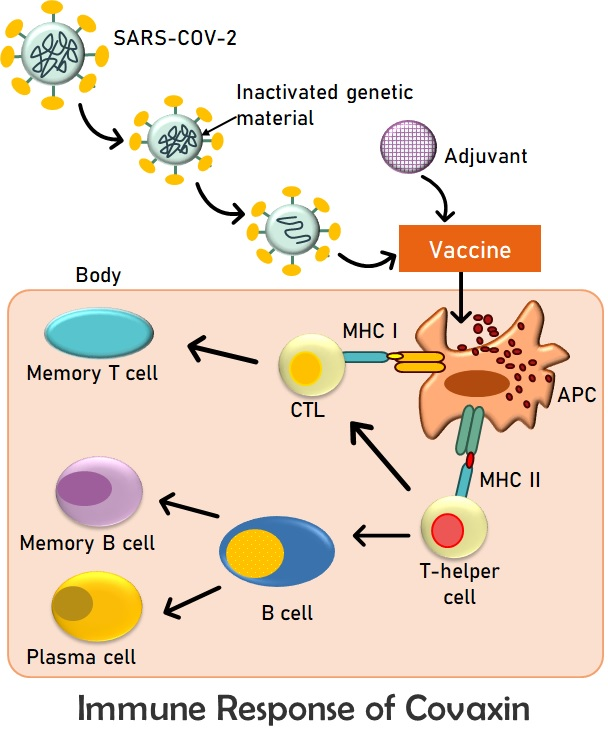 SARS-COV-2
Inactivated genetic
material
Adjuvant
Vaccine
Body
MHC I
Memory T cell
CTL
APC
MHC II
Memory B cell
T-helper
cell
B cell
Plasma cell
Immune Response of Covaxin